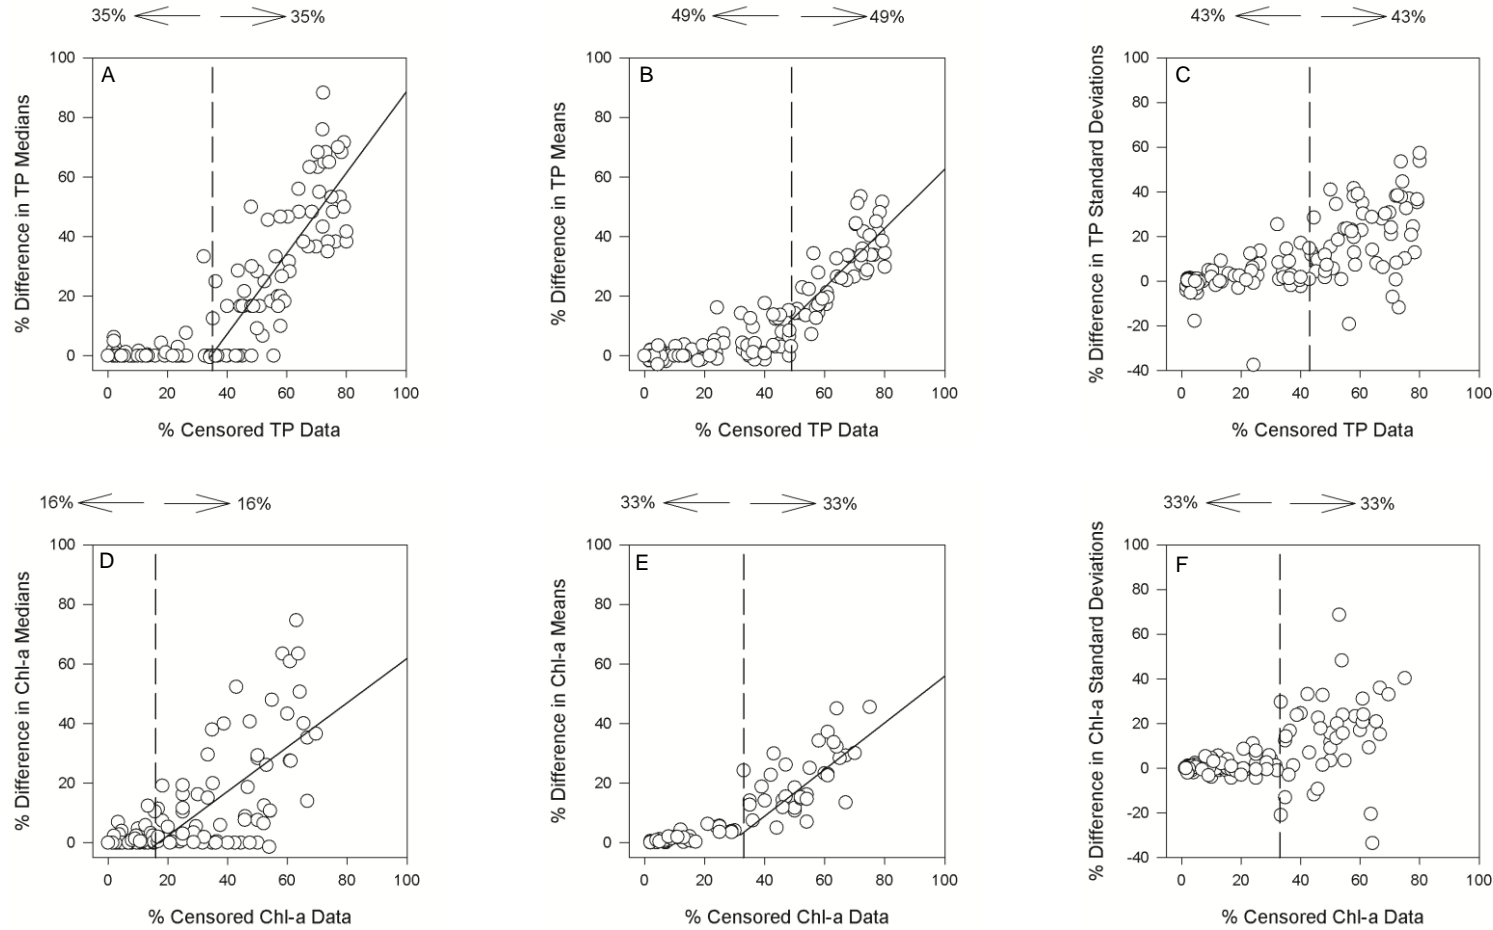 35% 35%
49% 49%
43% 43%
A
% Difference in TP Medians
100
80
60
40
20
0
0 20 40 60 80 100
% Censored TP Data
B
% Difference in TP Means
100
80
60
40
20
0
0 20 40 60 80 100
% Censored TP Data
C
% Difference in TP Standard Deviations
100
80
60
40
20
0
-20
-40
0 20 40 60 80 100
% Censored TP Data
16% 16%
33% 33%
33% 33%
D
% Difference in Chl-a Medians
100
80
60
40
20
0
0 20 40 60 80 100
% Censored Chl-a Data
E
% Difference in Chl-a Means
100
80
60
40
20
0
0 20 40 60 80 100
% Censored Chl-a Data
F
% Difference in Chl-a Standard Deviations
100
80
60
40
20
0
-20
-40
0 20 40 60 80 100
% Censored Chl-a Data